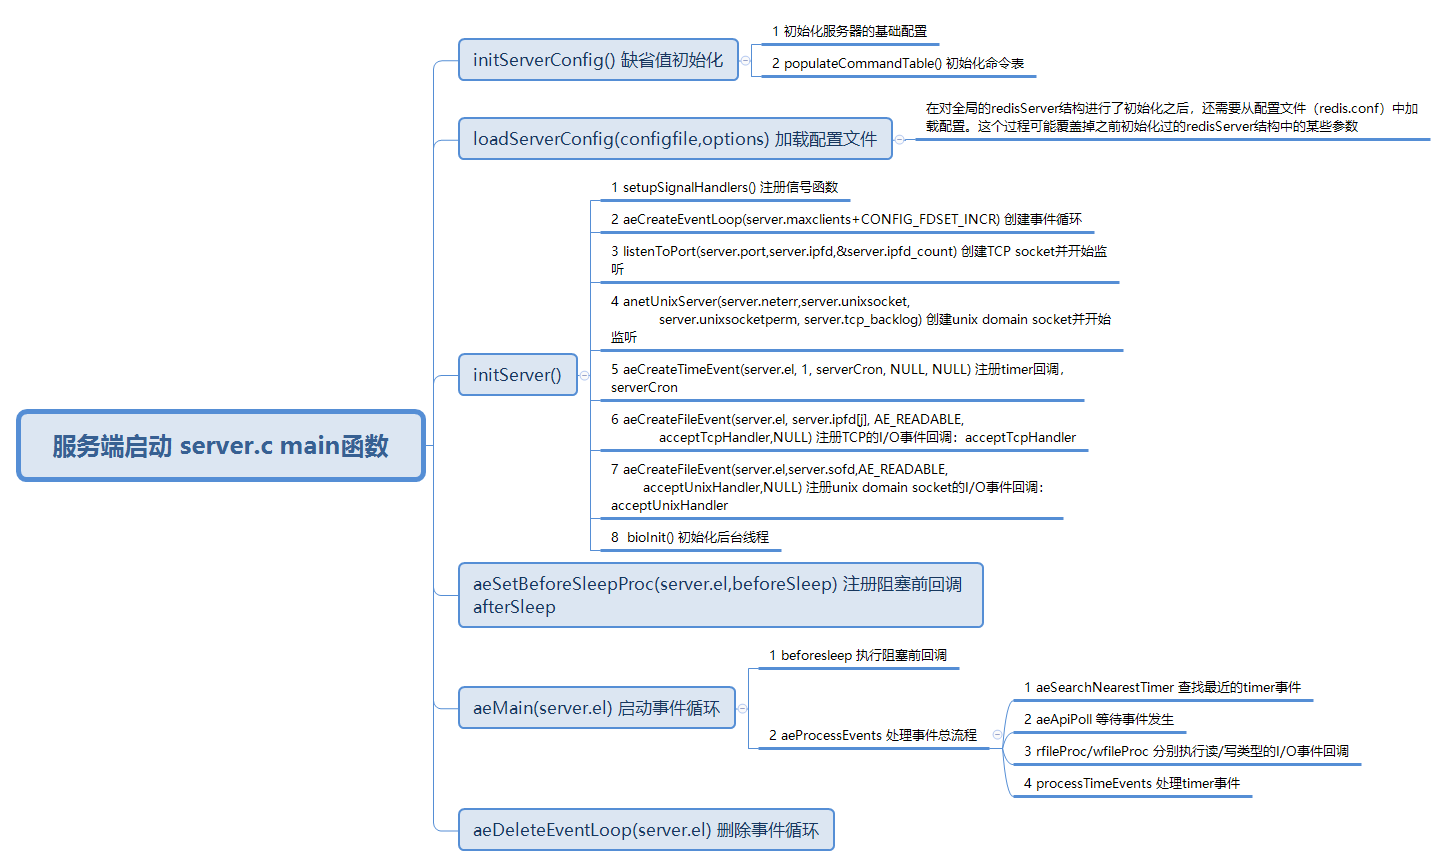 服务端启动 server.c main函数
initServerConfig() 缺省值初始化
1 初始化服务器的基础配置
2 populateCommandTable() 初始化命令表
loadServerConfig(configfile,options) 加载配置文件
在对全局的redisServer结构进行了初始化之后，还需要从配置文件（redis.conf）中加
载配置。这个过程可能覆盖掉之前初始化过的redisServer结构中的某些参数
initServer()
1 setupSignalHandlers() 注册信号函数
2 aeCreateEventLoop(server.maxclients+CONFIG_FDSET_INCR) 创建事件循环
3 listenToPort(server.port,server.ipfd,&server.ipfd_count) 创建TCP socket并开始监
听
4 anetUnixServer(server.neterr,server.unixsocket,
server.unixsocketperm, server.tcp_backlog) 创建unix domain socket并开始
监听
5 aeCreateTimeEvent(server.el, 1, serverCron, NULL, NULL) 注册timer回调，
serverCron
6 aeCreateFileEvent(server.el, server.ipfd[j], AE_READABLE,
acceptTcpHandler,NULL) 注册TCP的I/O事件回调：acceptTcpHandler
7 aeCreateFileEvent(server.el,server.sofd,AE_READABLE,
acceptUnixHandler,NULL) 注册unix domain socket的I/O事件回调：
acceptUnixHandler
8 bioInit() 初始化后台线程
aeSetBeforeSleepProc(server.el,beforeSleep) 注册阻塞前回调
afterSleep
aeMain(server.el) 启动事件循环
1 beforesleep 执行阻塞前回调
2 aeProcessEvents 处理事件总流程
1 aeSearchNearestTimer 查找最近的timer事件
2 aeApiPoll 等待事件发生
3 rfileProc/wfileProc 分别执行读/写类型的I/O事件回调
4 processTimeEvents 处理timer事件
aeDeleteEventLoop(server.el) 删除事件循环